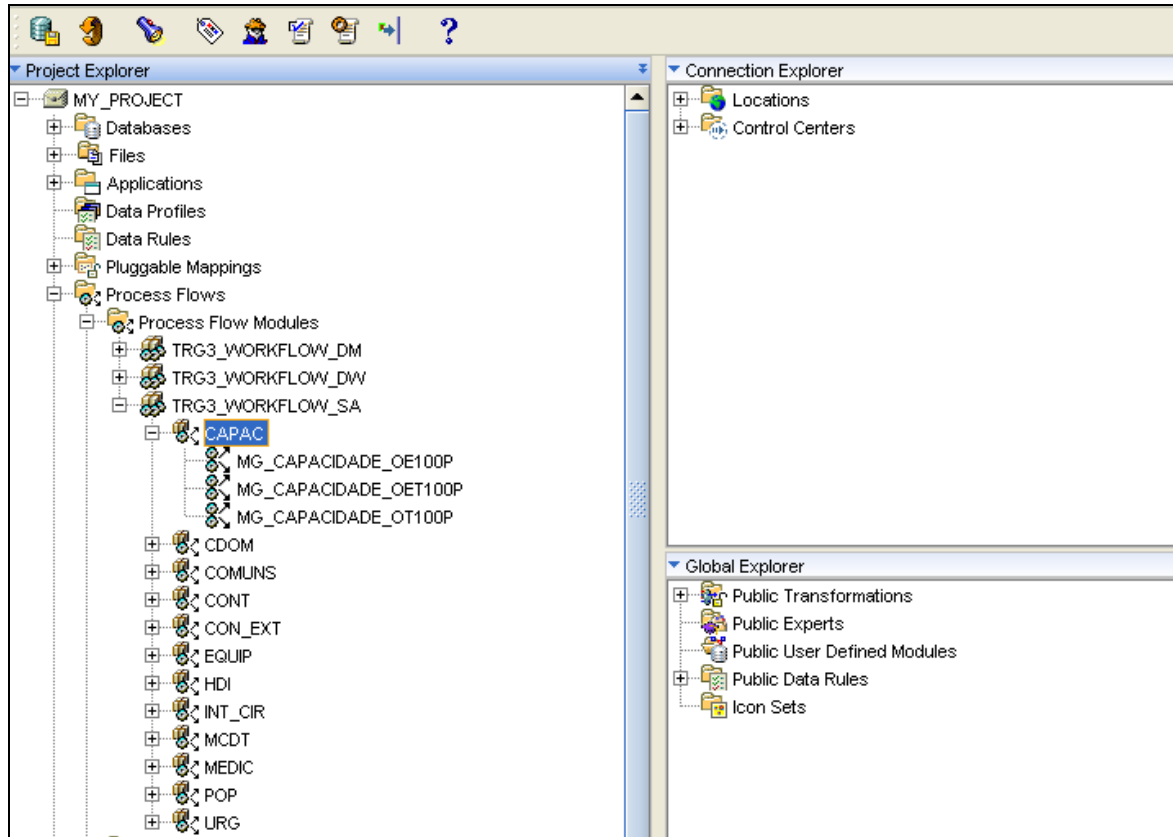 ?
Project Explorer
MY_PROJECT
Databases
Files
Applications
Data Profiles
Data Rules
Pluggable Mappings
Process Flows
Process Flow Modules
TRG3_WORKFLOW_DM
TRG3_WORKFLOW_DW
TRG3_WORKFLOW_SA
CAPAC
MG_CAPACIDADE_OE100P
MG_CAPACIDADE_OET100P
MG_CAPACIDADE_OT100P
CDOM
COMUNS
CONT
CON_EXT
EQUIP
HDI
INT_CIR
MCDT
MEDIC
POP
URG
Connection Explorer
Locations
Control Centers
Global Explorer
Public Transformations
Public Experts
Public User Defined Modules
Public Data Rules
Icon Sets